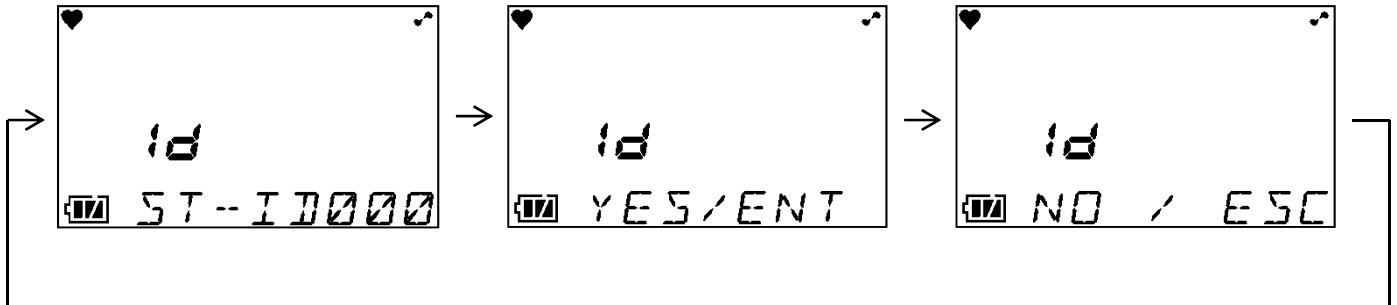 Id
ST--ID000
Id
YES/ENT
Id
NO / ESC